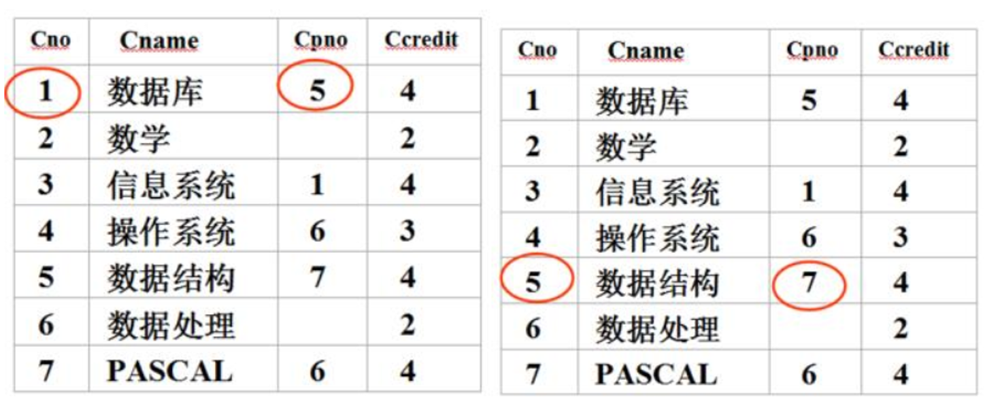 Cno Cname Cpno Ccredit
1 数据库 5 4
2 数学 2
3 信息系统 1 4
4 操作系统 6 3
5 数据结构 7 4
6 数据处理 2
7 PASCAL 6 4
Cno Cname Cpno Ccredit
1 数据库 5 4
2 数学 2
3 信息系统 1 4
4 操作系统 6 3
5 数据结构 7 4
6 数据处理 2
7 PASCAL 6 4